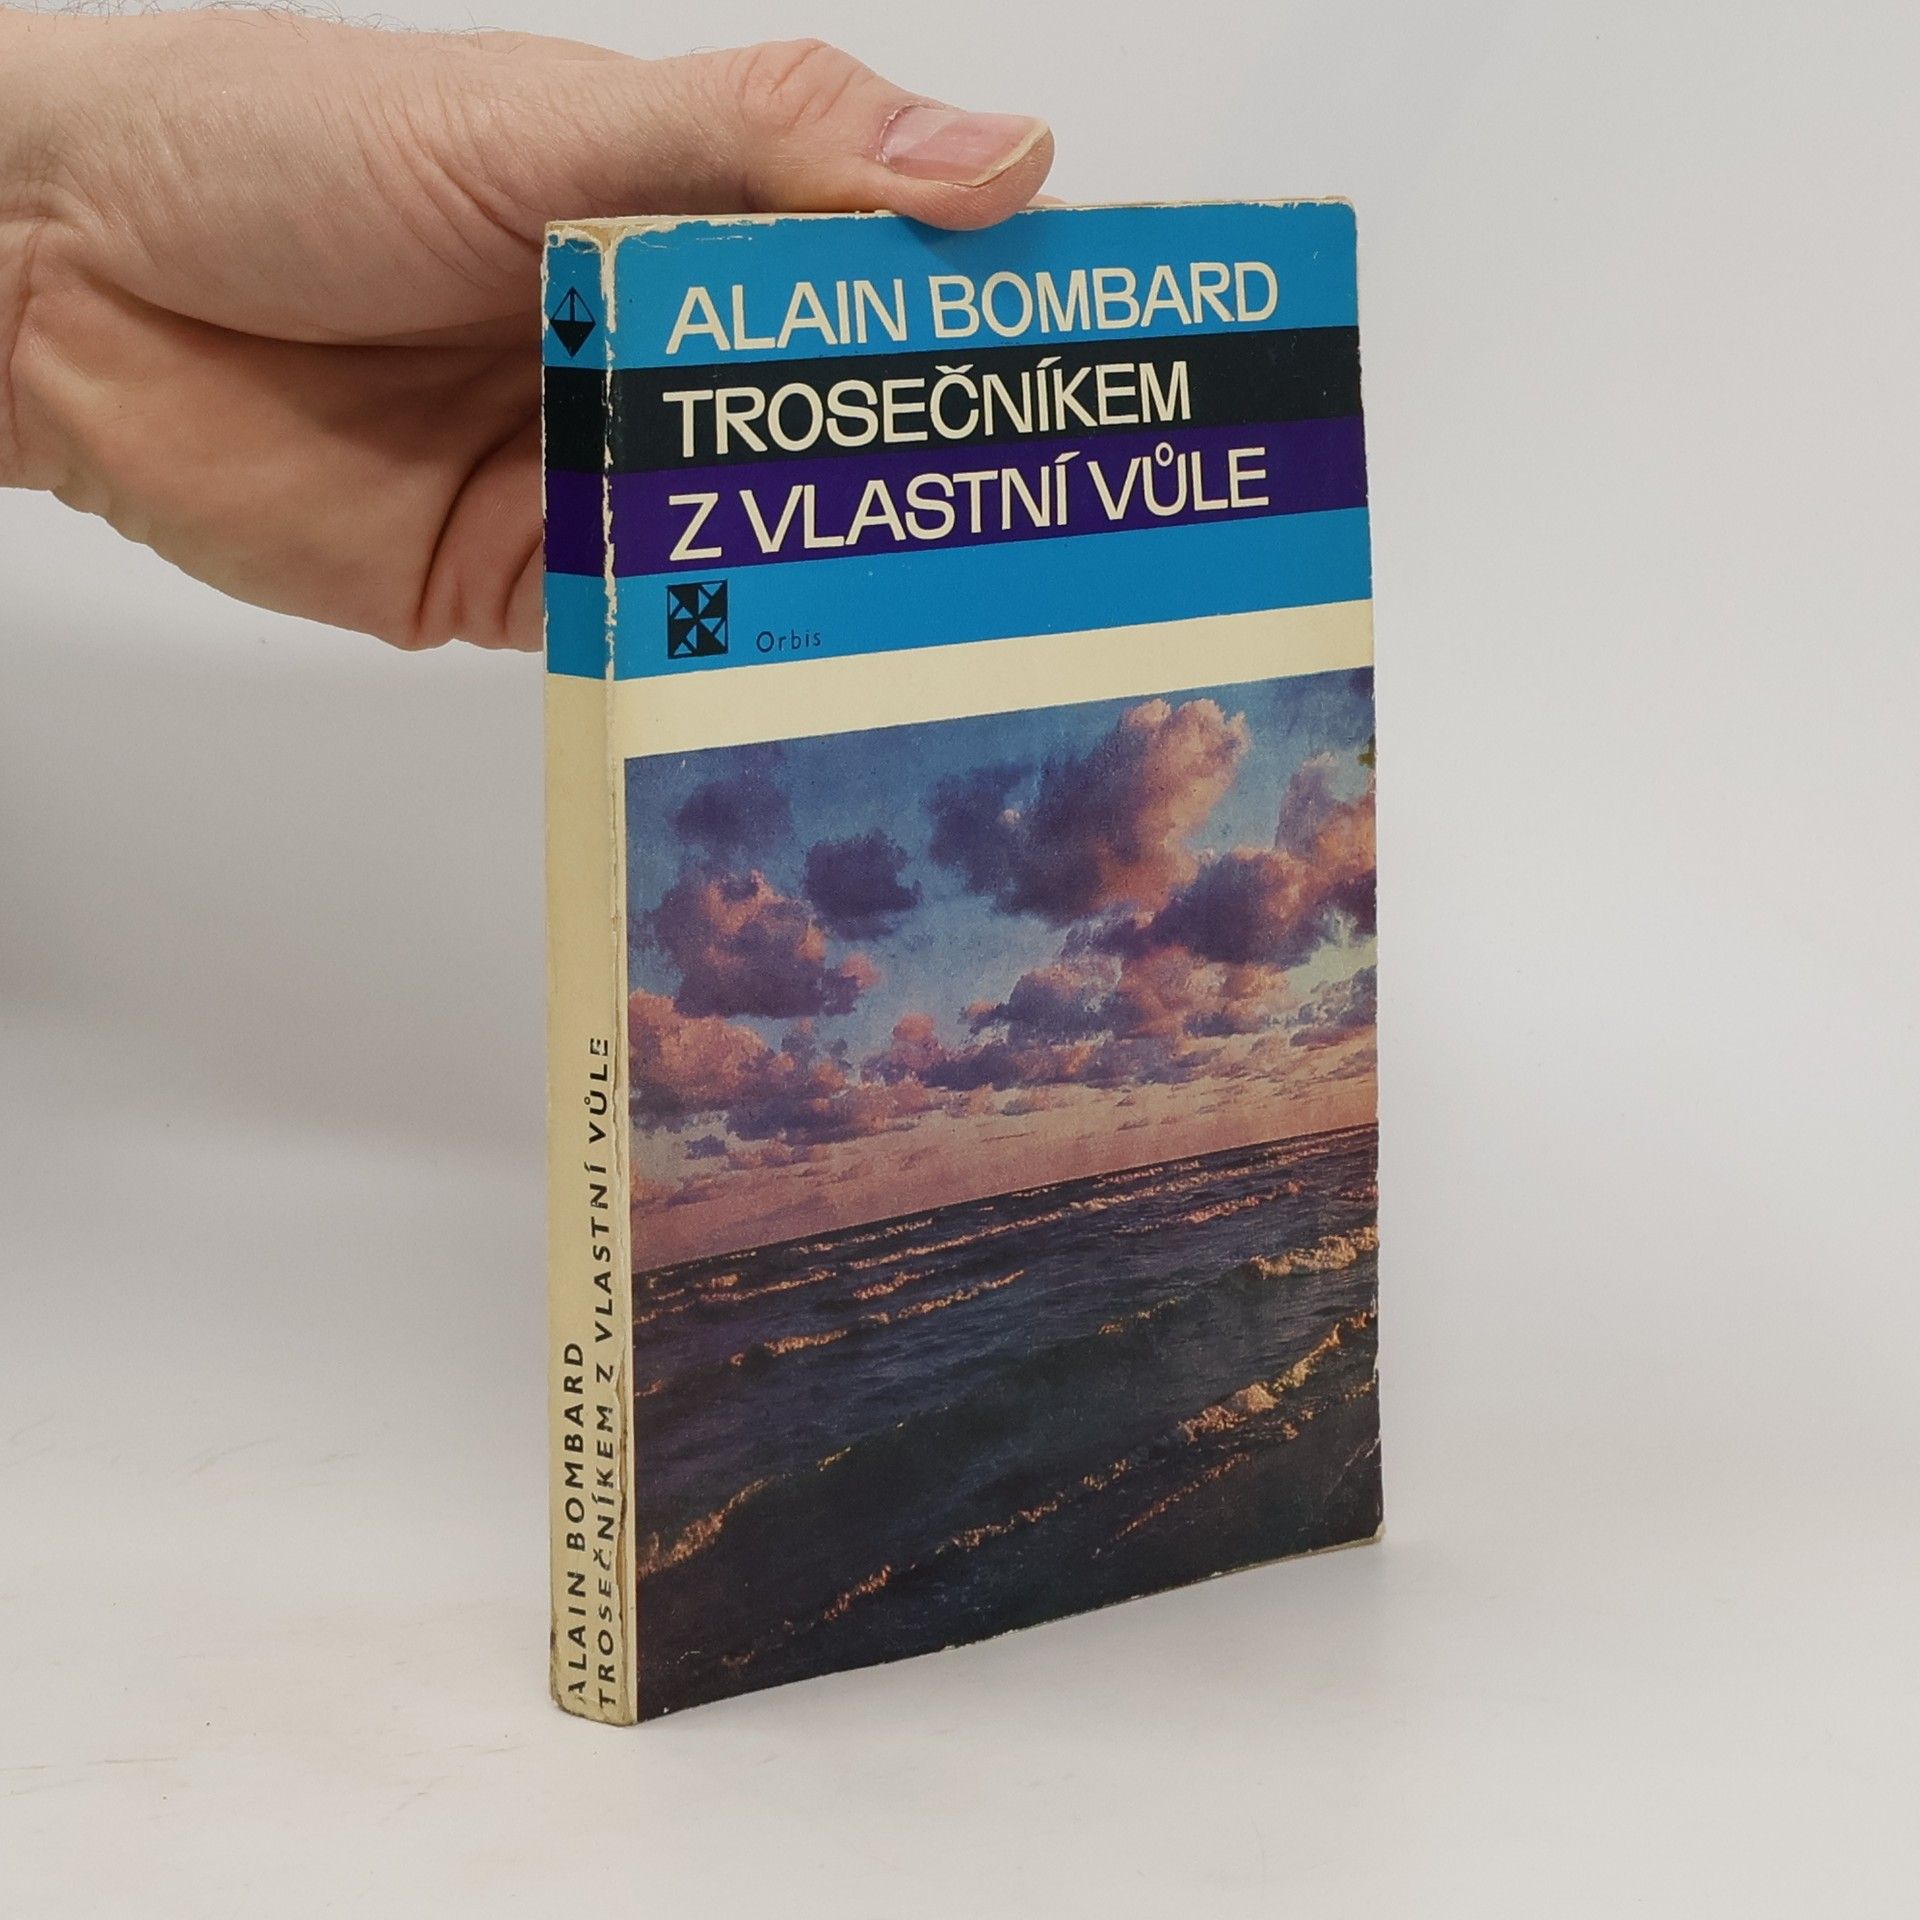 ALAIN BOMBARD
TROSEČNÍKEM
Z VLASTNÍ VŮLE
Orbis
ALAIN BOMBARD
TROSEČNÍKEM Z VLASTNÍ VŮLE